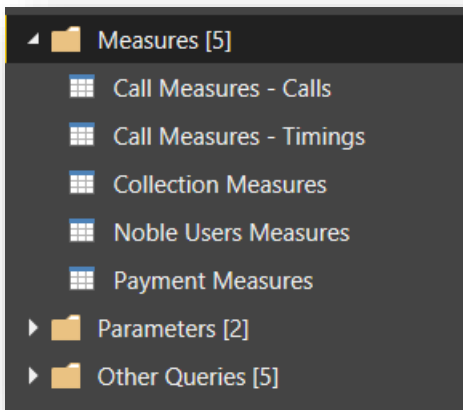 Measures [5]
Call Measures - Calls
Call Measures - Timings
Collection Measures
Noble Users Measures
Payment Measures
Parameters [2]
Other Queries [5]